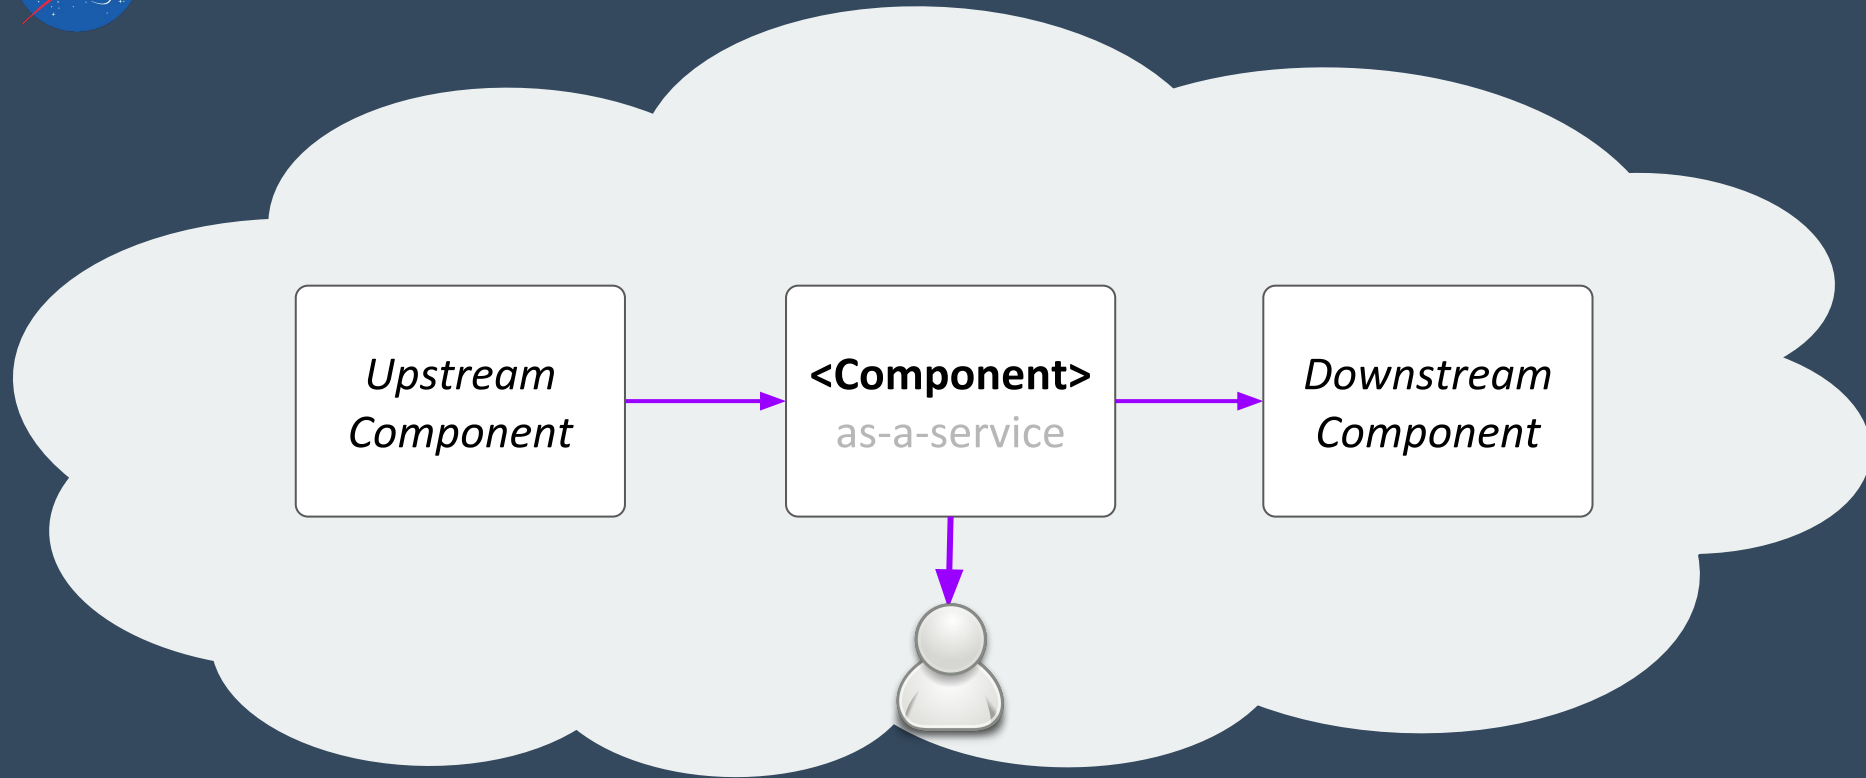 Upstream
Component
<Component>
as-a-service
Downstream
Component